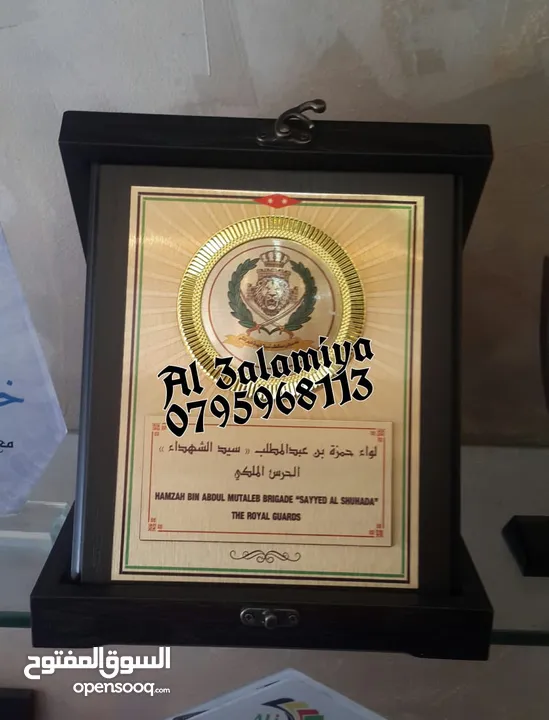 Al 3alamiya
0795968113
لواء حمزة بن عبدالمطلب « سيد الشهداء »
الحرس الملكي
HAMZAH BIN ABDUL MUTALEB BRIGADE "SAYYED AL SHUHADA"
THE ROYAL GUARDS
السوق المفتوح
opensooq.com